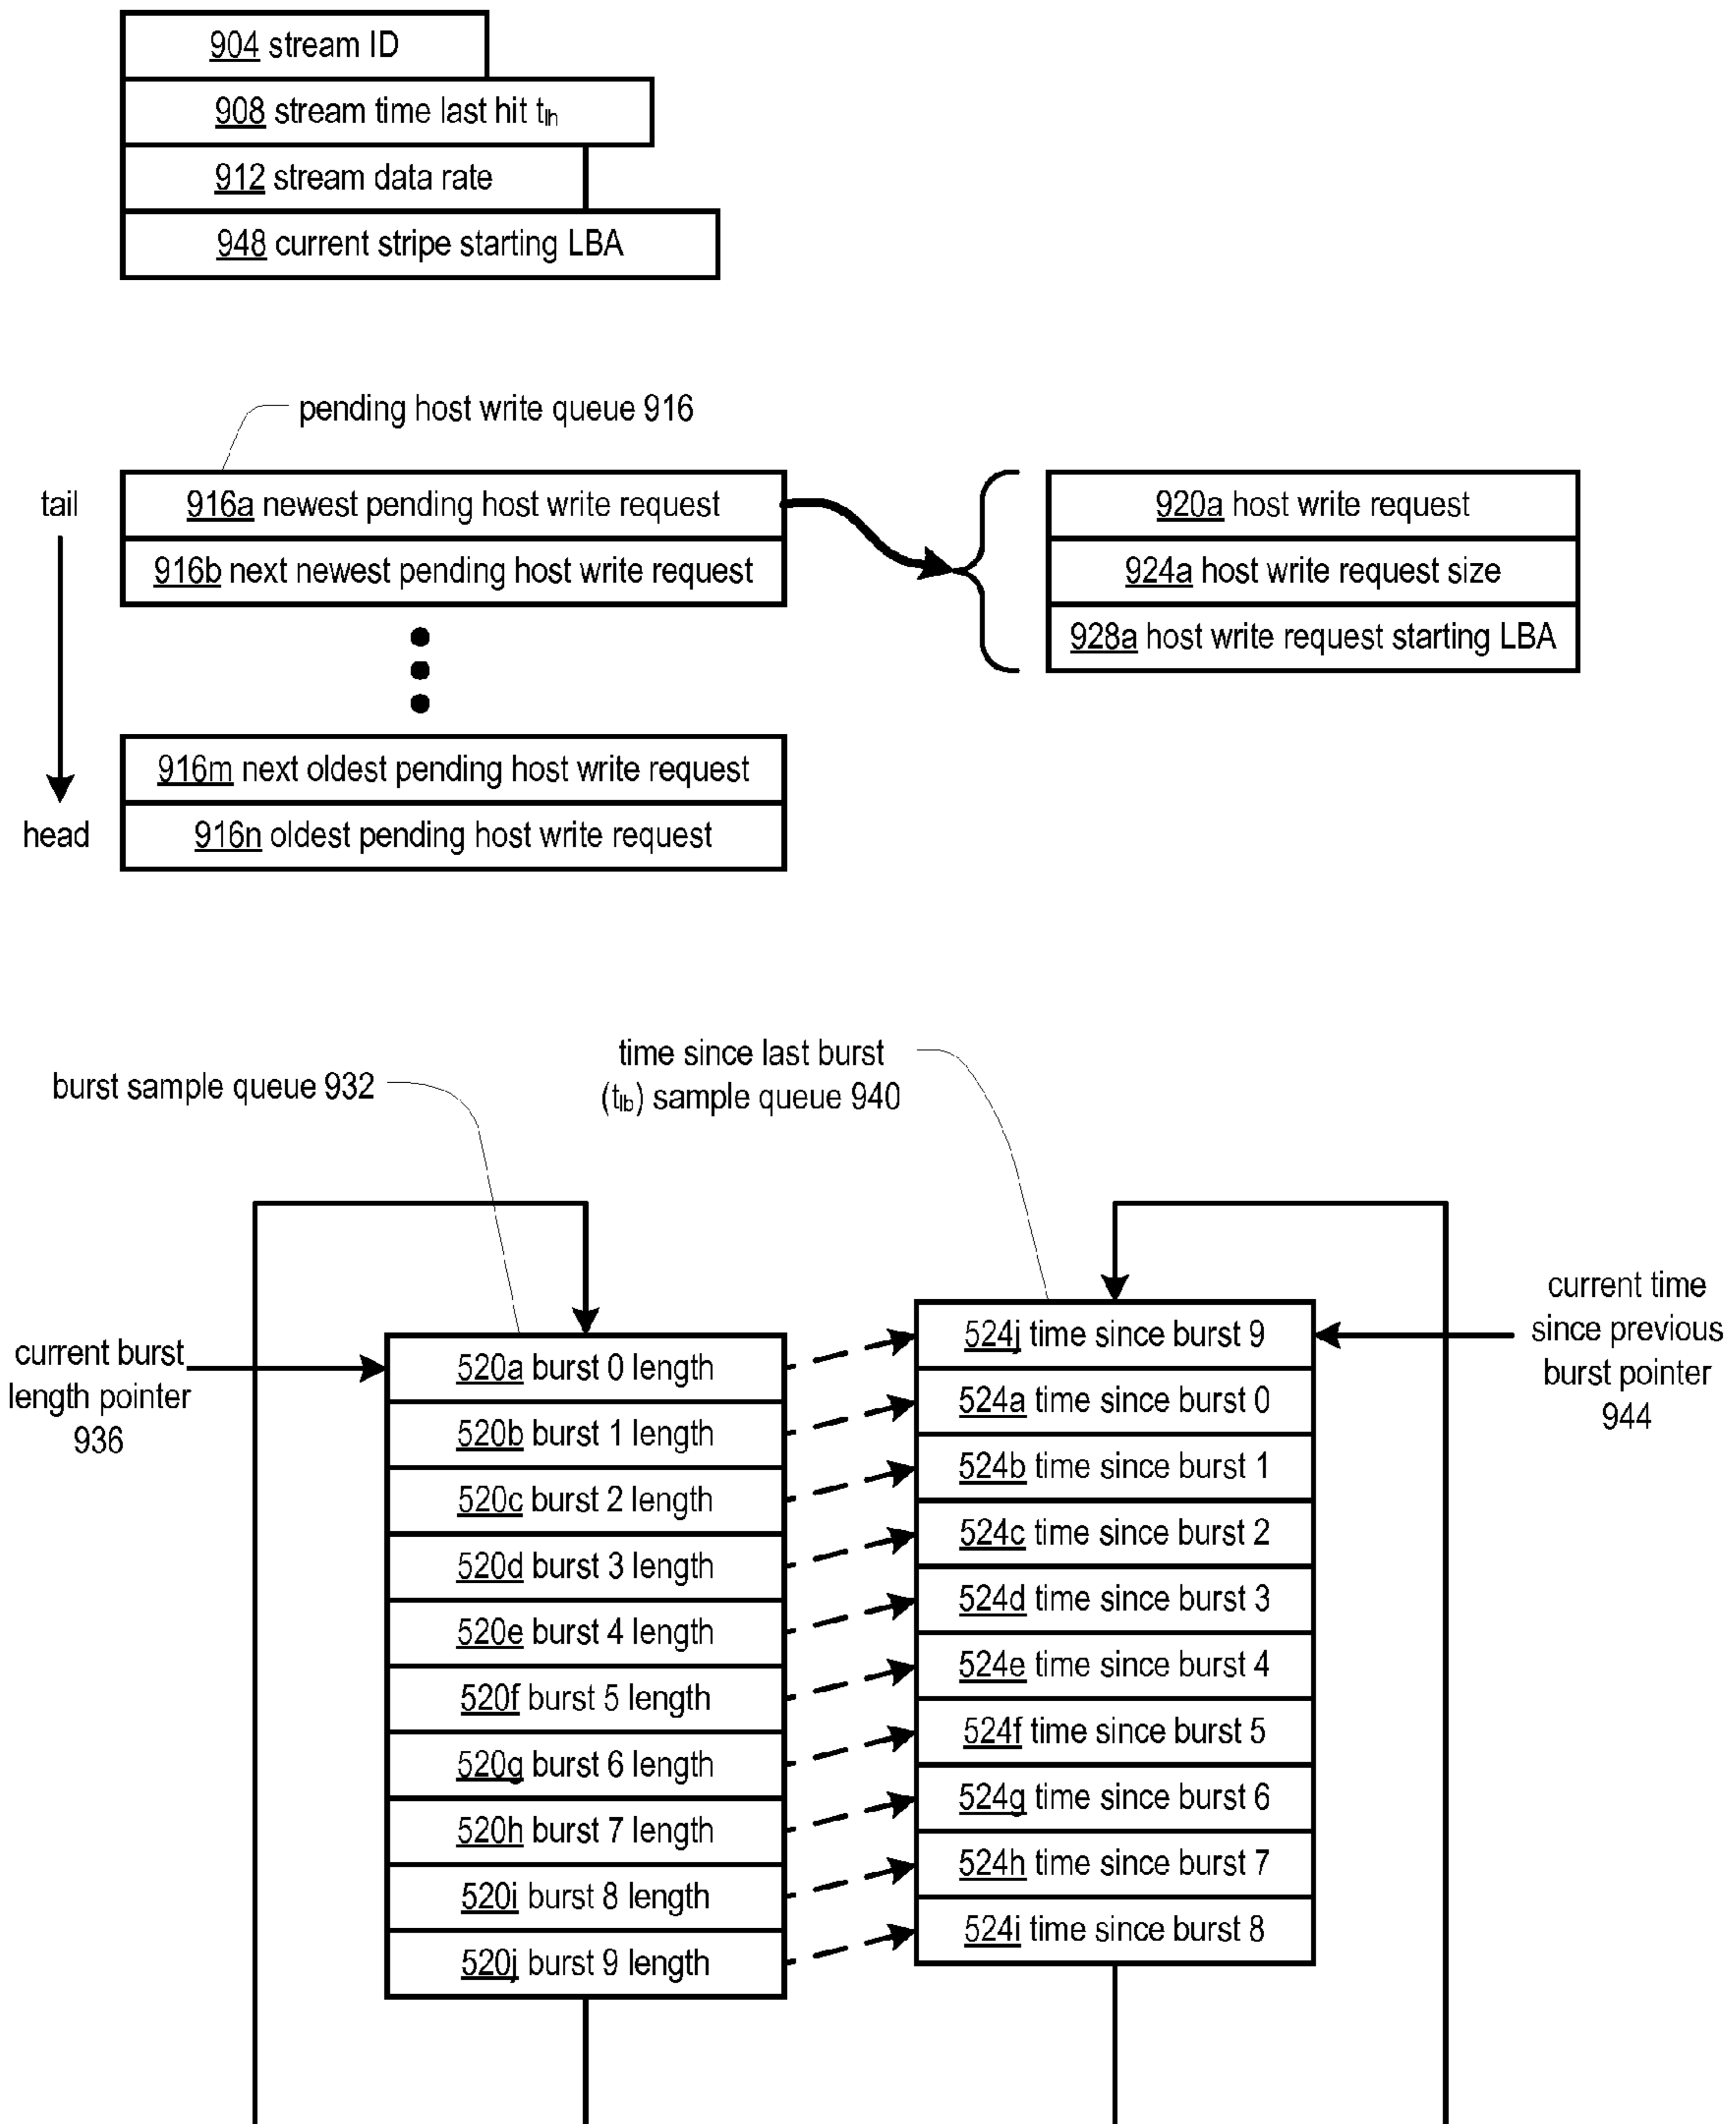 904 stream ID
908 stream time last hit tlh
912 stream data rate
948 current stripe starting LBA
pending host write queue 916
tail
916a newest pending host write request
916b next newest pending host write request
920a host write request
924a host write request size
928a host write request starting LBA
916m next oldest pending host write request
916n oldest pending host write request
head
burst sample queue 932
time since last burst
(tlb) sample queue 940
current burst
length pointer
936
520a burst 0 length
520b burst 1 length
520c burst 2 length
520d burst 3 length
520e burst 4 length
520f burst 5 length
520g burst 6 length
520h burst 7 length
520i burst 8 length
520j burst 9 length
524j time since burst 9
524a time since burst 0
524b time since burst 1
524c time since burst 2
524d time since burst 3
524e time since burst 4
524f time since burst 5
524g time since burst 6
524h time since burst 7
524i time since burst 8
current time
since previous
burst pointer
944